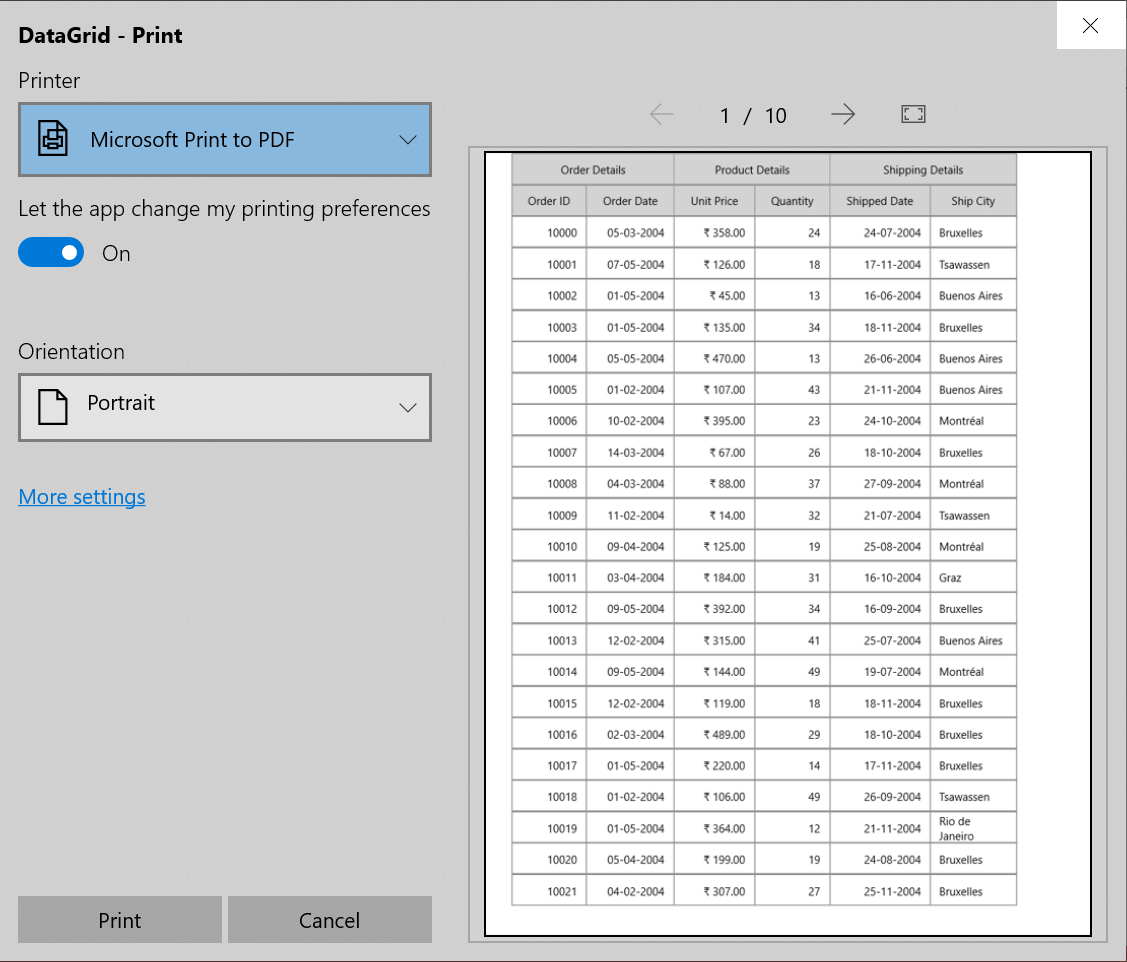 DataGrid - Print
Printer
Microsoft Print to PDF
Let the app change my printing preferences
On
Orientation
Portrait
More settings
Print Cancel
1 / 10
Order Details Product Details Shipping Details
Order ID Order Date Unit Price Quantity Shipped Date Ship City
10000 05-03-2004 ₹ 358.00 24 24-07-2004 Bruxelles
10001 07-05-2004 ₹ 126.00 18 17-11-2004 Tsawassen
10002 01-05-2004 ₹ 45.00 13 16-06-2004 Buenos Aires
10003 01-05-2004 ₹ 135.00 34 18-11-2004 Bruxelles
10004 05-05-2004 ₹ 470.00 13 26-06-2004 Buenos Aires
10005 01-02-2004 ₹ 107.00 43 21-11-2004 Buenos Aires
10006 10-02-2004 ₹ 395.00 23 24-10-2004 Montréal
10007 14-03-2004 ₹ 67.00 26 18-10-2004 Bruxelles
10008 04-03-2004 ₹ 88.00 37 27-09-2004 Montréal
10009 11-02-2004 ₹ 14.00 32 21-07-2004 Tsawassen
10010 09-04-2004 ₹ 125.00 19 25-08-2004 Montréal
10011 03-04-2004 ₹ 184.00 31 16-10-2004 Graz
10012 09-05-2004 ₹ 392.00 34 16-09-2004 Bruxelles
10013 12-02-2004 ₹ 315.00 41 25-07-2004 Buenos Aires
10014 09-05-2004 ₹ 144.00 49 19-07-2004 Montréal
10015 12-02-2004 ₹ 119.00 18 18-11-2004 Bruxelles
10016 02-03-2004 ₹ 489.00 29 18-10-2004 Bruxelles
10017 01-05-2004 ₹ 220.00 14 17-11-2004 Bruxelles
10018 01-02-2004 ₹ 106.00 49 26-09-2004 Tsawassen
10019 01-05-2004 ₹ 364.00 12 21-11-2004 Rio de
Janeiro
10020 05-04-2004 ₹ 199.00 19 24-08-2004 Bruxelles
10021 04-02-2004 ₹ 307.00 27 25-11-2004 Bruxelles